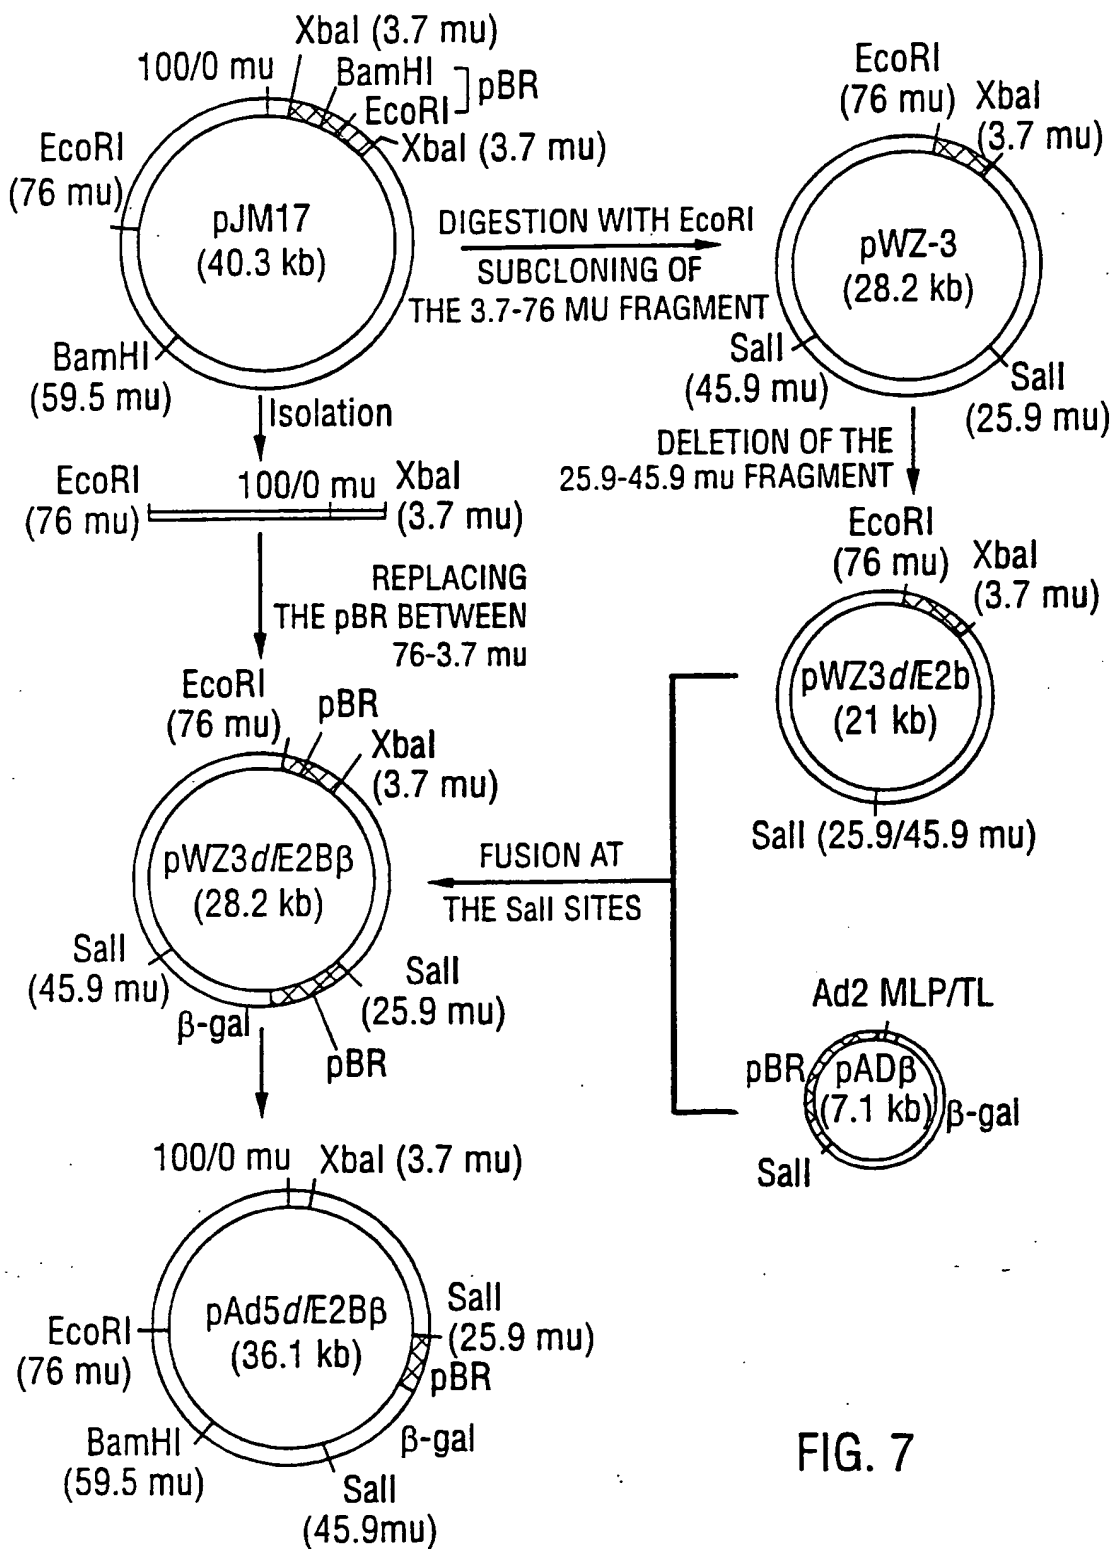 XbaI (3.7 mu)
100/0 mu
BamHI
EcoRI
pBR
XbaI (3.7 mu)
EcoRI
(76 mu)
pJM17
(40.3 kb)
BamHI
(59.5 mu)
DIGESTION WITH EcoRI
SUBCLONING OF
THE 3.7-76 MU FRAGMENT
EcoRI
(76 mu)
XbaI
(3.7 mu)
pWZ-3
(28.2 kb)
SalI
(45.9 mu)
SalI
(25.9 mu)
Isolation
EcoRI
(76 mu)
100/0 mu
XbaI
(3.7 mu)
DELETION OF THE
25.9-45.9 mu FRAGMENT
REPLACING
THE pBR BETWEEN
76-3.7 mu
EcoRI
(76 mu)
XbaI
(3.7 mu)
pWZ3dlE2b
(21 kb)
SalI (25.9/45.9 mu)
EcoRI
(76 mu)
pBR
XbaI
(3.7 mu)
pWZ3dlE2Bβ
(28.2 kb)
SalI
(45.9 mu)
β-gal
SalI
(25.9 mu)
pBR
FUSION AT
THE SalI SITES
Ad2 MLP/TL
pBR
pADβ
(7.1 kb)
β-gal
SalI
100/0 mu
XbaI (3.7 mu)
pAd5dlE2Bβ
(36.1 kb)
EcoRI
(76 mu)
SalI
(25.9 mu)
pBR
BamHI
(59.5 mu)
β-gal
SalI
(45.9mu)
FIG. 7